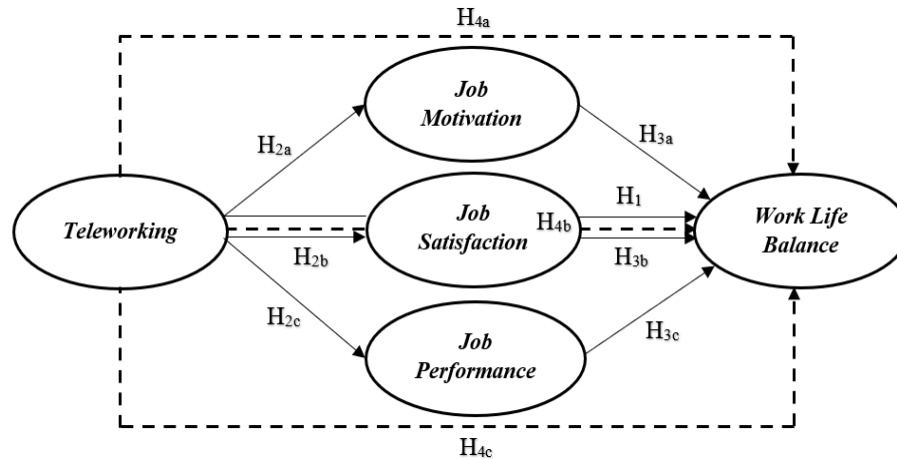 H4a
Job
Motivation
H2a
H3a
Teleworking
Job
Satisfaction
H4b
H1
Work Life
Balance
H2b
H3b
H2c
Job
Performance
H3c
H4c